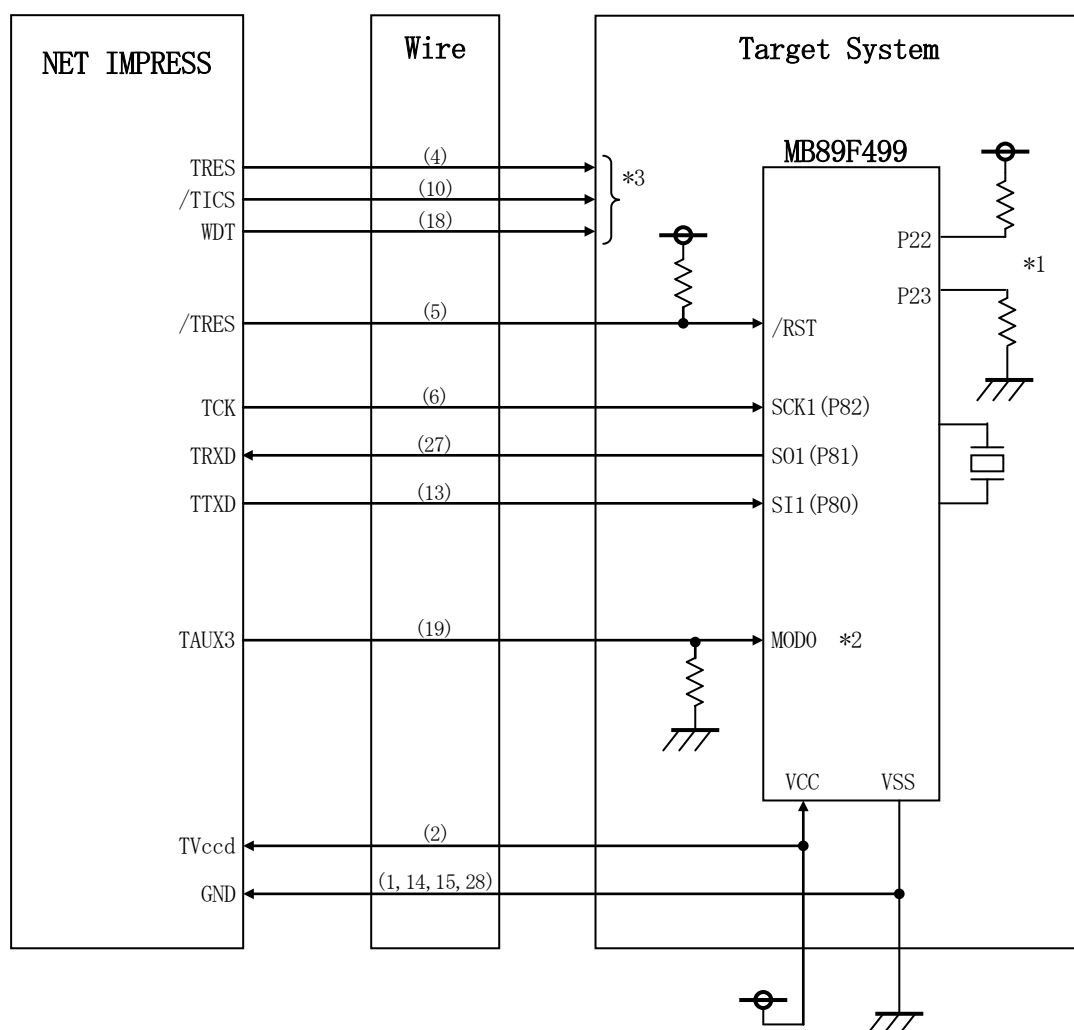 NET IMPRESS
Wire
Target System
TRES
(4)
*3
/TICS
(10)
WDT
(18)
MB89F499
P22
*1
P23
/TRES
(5)
/RST
TCK
(6)
SCK1(P82)
TRXD
(27)
SO1(P81)
TTXD
(13)
SI1(P80)
TAUX3
(19)
MOD0 *2
VCC
VSS
TVccd
(2)
GND
(1,14,15,28)